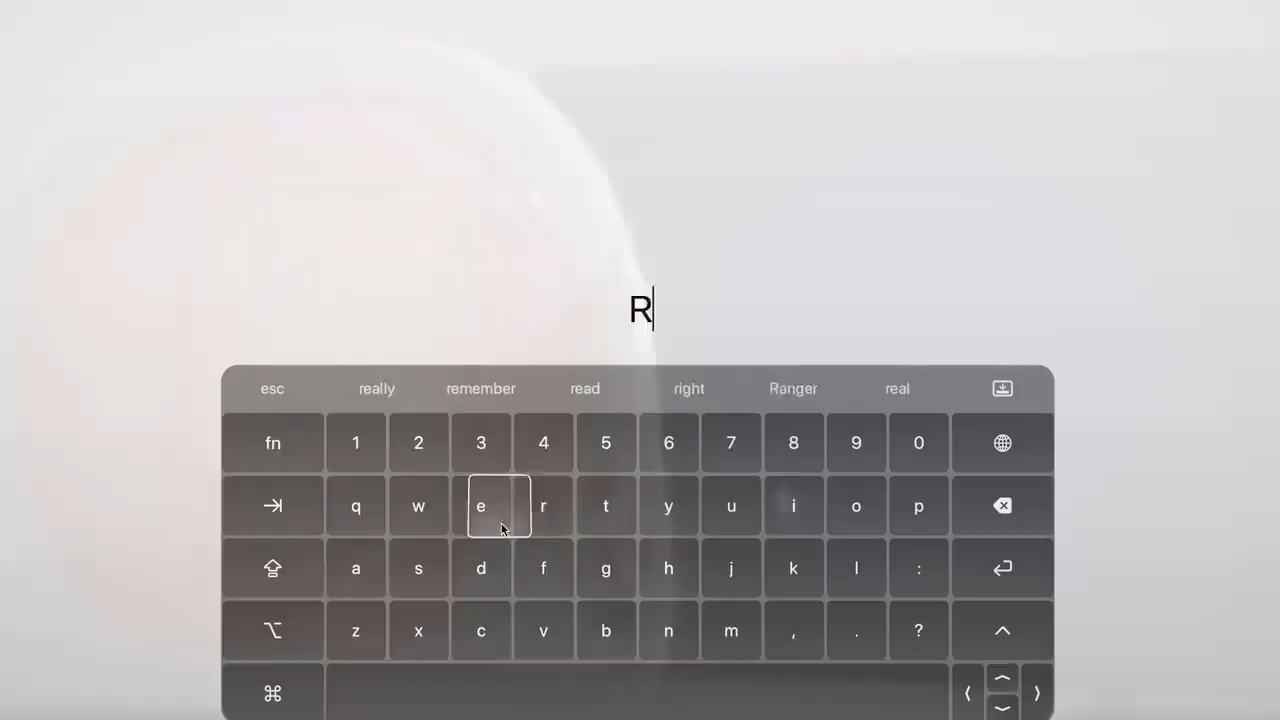 R
esc really remember read right Ranger real
fn 1 2 3 4 5 6 7 8 9 0
q w e r t y u i o p
a s d f g h j k l :
z x c v b n m , . ?